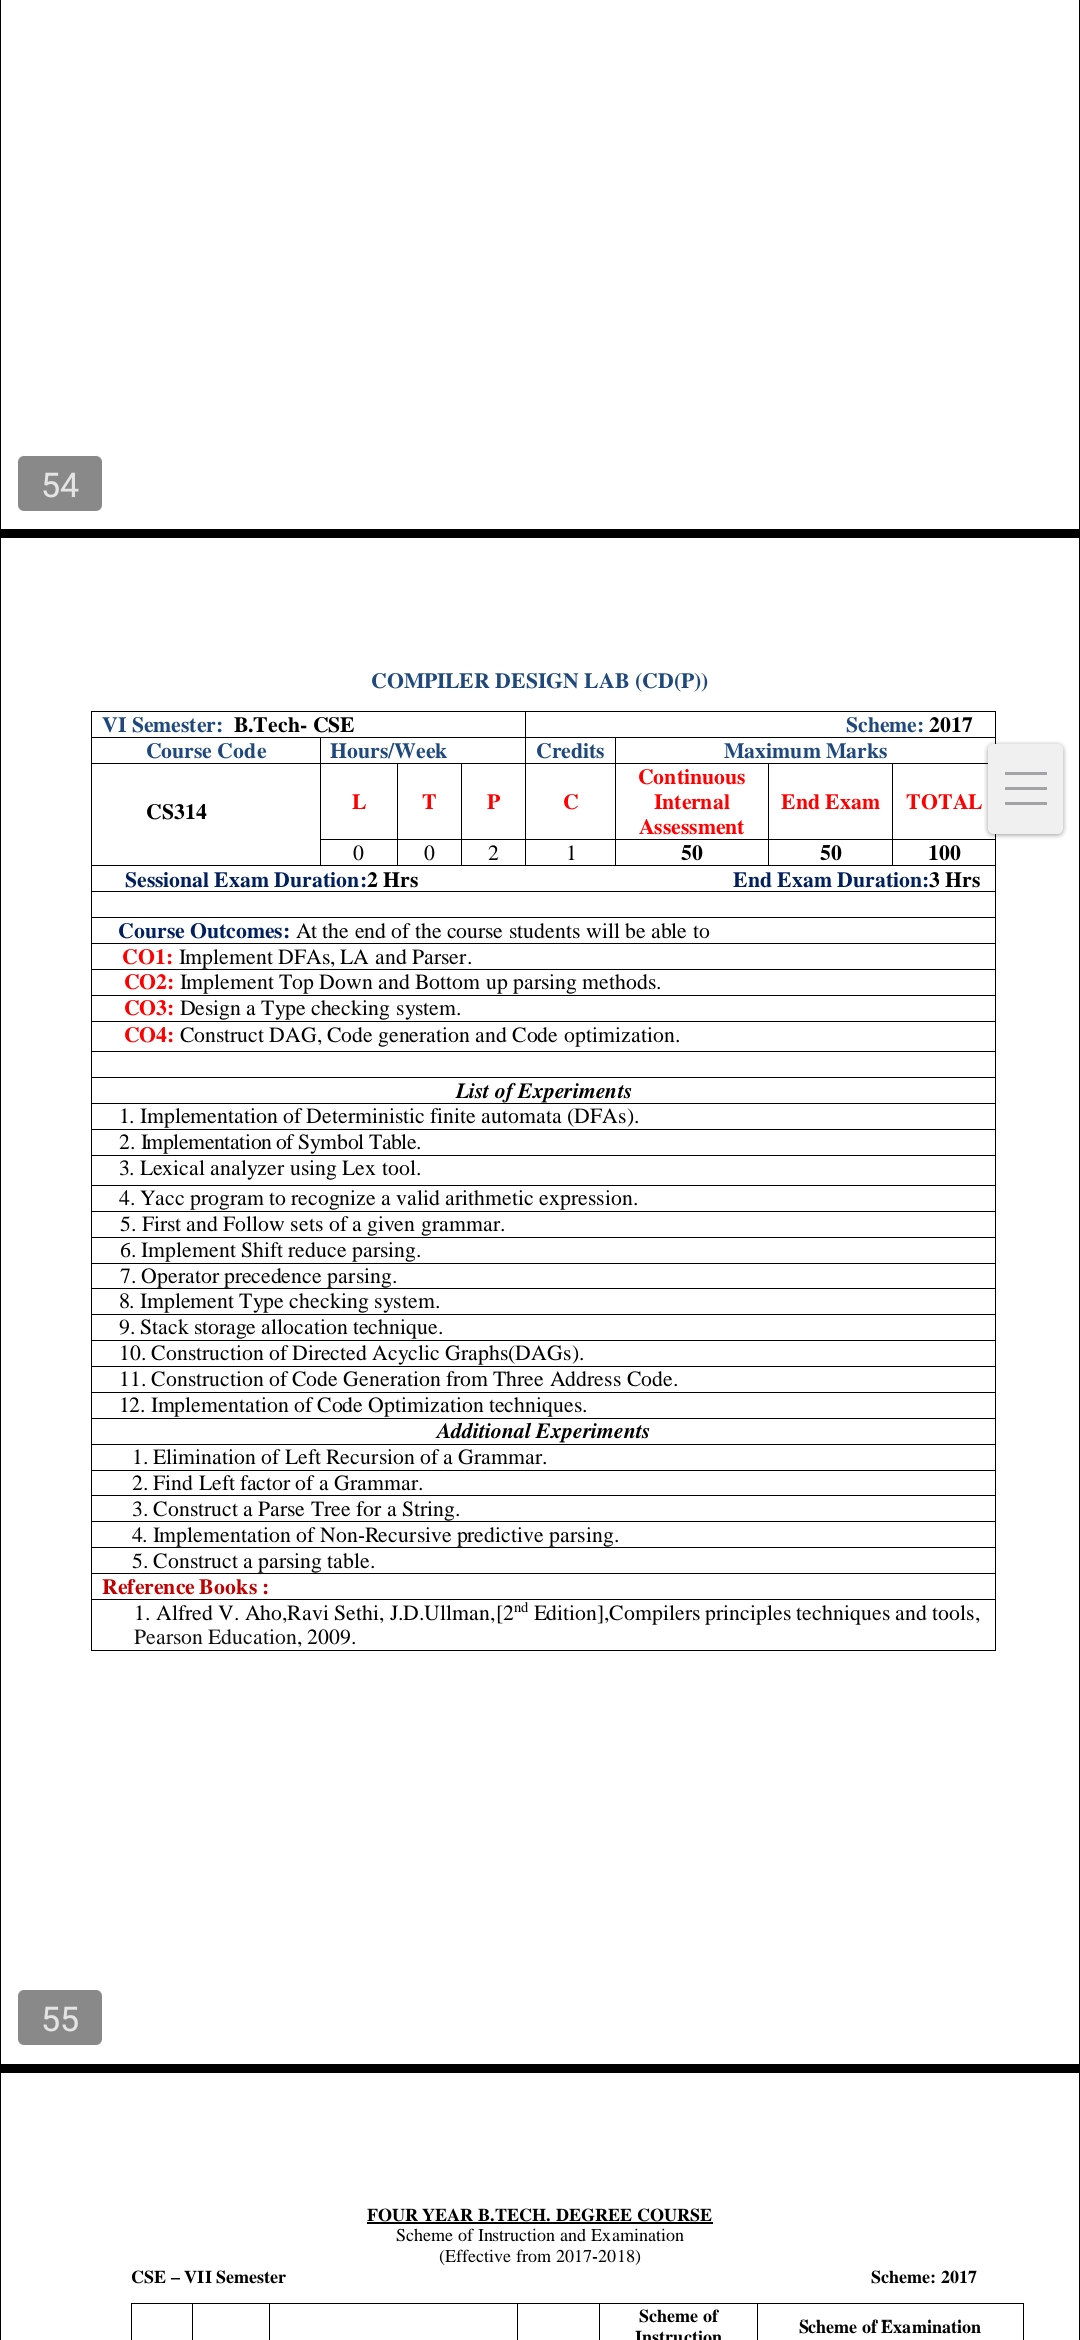 54
COMPILER DESIGN LAB (CD(P))
VI Semester: B.Tech- CSE Scheme: 2017
Course Code Hours/Week Credits Maximum Marks
CS314 L T P C Continuous Internal Assessment End Exam TOTAL
0 0 2 1 50 50 100
Sessional Exam Duration:2 Hrs End Exam Duration:3 Hrs
Course Outcomes: At the end of the course students will be able to
CO1: Implement DFAs, LA and Parser.
CO2: Implement Top Down and Bottom up parsing methods.
CO3: Design a Type checking system.
CO4: Construct DAG, Code generation and Code optimization.
List of Experiments
1. Implementation of Deterministic finite automata (DFAs).
2. Implementation of Symbol Table.
3. Lexical analyzer using Lex tool.
4. Yacc program to recognize a valid arithmetic expression.
5. First and Follow sets of a given grammar.
6. Implement Shift reduce parsing.
7. Operator precedence parsing.
8. Implement Type checking system.
9. Stack storage allocation technique.
10. Construction of Directed Acyclic Graphs(DAGs).
11. Construction of Code Generation from Three Address Code.
12. Implementation of Code Optimization techniques.
Additional Experiments
1. Elimination of Left Recursion of a Grammar.
2. Find Left factor of a Grammar.
3. Construct a Parse Tree for a String.
4. Implementation of Non-Recursive predictive parsing.
5. Construct a parsing table.
Reference Books :
1. Alfred V. Aho,Ravi Sethi, J.D.Ullman,[2nd Edition],Compilers principles techniques and tools,
Pearson Education, 2009.
55
FOUR YEAR B.TECH. DEGREE COURSE
Scheme of Instruction and Examination
(Effective from 2017-2018)
CSE – VII Semester Scheme: 2017
Scheme of Instruction Scheme of Examination